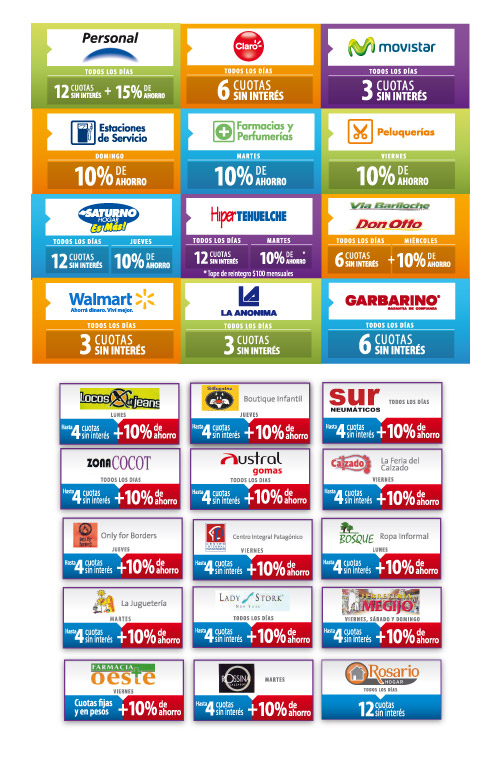 Personal
TODOS LOS DÍAS
12 CUOTAS SIN INTERÉS + 15% DE AHORRO
Claro
TODOS LOS DÍAS
6 CUOTAS SIN INTERÉS
movistar
TODOS LOS DÍAS
3 CUOTAS SIN INTERÉS
Estaciones de Servicio
DOMINGO
10% DE AHORRO
Farmacias y Perfumerías
MARTES
10% DE AHORRO
Peluquerías
VIERNES
10% DE AHORRO
SATURNO HOGAR
Es Más!
TODOS LOS DÍAS JUEVES
12 CUOTAS SIN INTERÉS 10% DE AHORRO
HiperTEHUELCHE
TODOS LOS DÍAS MARTES
12 CUOTAS SIN INTERÉS 10% DE AHORRO *
* Tope de reintegro $100 mensuales
Via Bariloche
Don Otto
TODOS LOS DÍAS MIÉRCOLES
6 CUOTAS SIN INTERÉS +10% DE AHORRO
Walmart
Ahorrá dinero. Viví mejor.
TODOS LOS DÍAS
3 CUOTAS SIN INTERÉS
LA ANONIMA
TODOS LOS DÍAS
3 CUOTAS SIN INTERÉS
GARBARINO
GARANTIA DE CONFIANZA
TODOS LOS DÍAS
6 CUOTAS SIN INTERÉS
Locos X el jeans
LUNES
Hasta 4 cuotas sin interés +10% de ahorro
Boutique Infantil
JUEVES
Hasta 4 cuotas sin interés +10% de ahorro
sur
NEUMÁTICOS
TODOS LOS DÍAS
Hasta 4 cuotas sin interés +10% de ahorro
ZONA COCOT
TODOS LOS DIAS
Hasta 4 cuotas sin interés +10% de ahorro
Austral
gomas
TODOS LOS DIAS
Hasta 4 cuotas sin interés +10% de ahorro
Calzado
La Feria del Calzado
VIERNES
Hasta 4 cuotas sin interés +10% de ahorro
Only for Borders
JUEVES
Hasta 4 cuotas sin interés +10% de ahorro
Centro Integral Patagónico
VIERNES
Hasta 4 cuotas sin interés +10% de ahorro
BOSQUE
Ropa Informal
LUNES
Hasta 4 cuotas sin interés +10% de ahorro
La Juguetería
MARTES
Hasta 4 cuotas sin interés +10% de ahorro
LADY STORK
TODOS LOS DÍAS
Hasta 4 cuotas sin interés +10% de ahorro
MEGIJO
VIERNES, SÁBADO Y DOMINGO
Hasta 4 cuotas sin interés +10% de ahorro
FARMACIA
oeste
VIERNES
Cuotas fijas y en pesos +10% de ahorro
ROSSINA
MARTES
Hasta 4 cuotas sin interés +10% de ahorro
Rosario
HOGAR
TODOS LOS DÍAS
12 cuotas sin interés